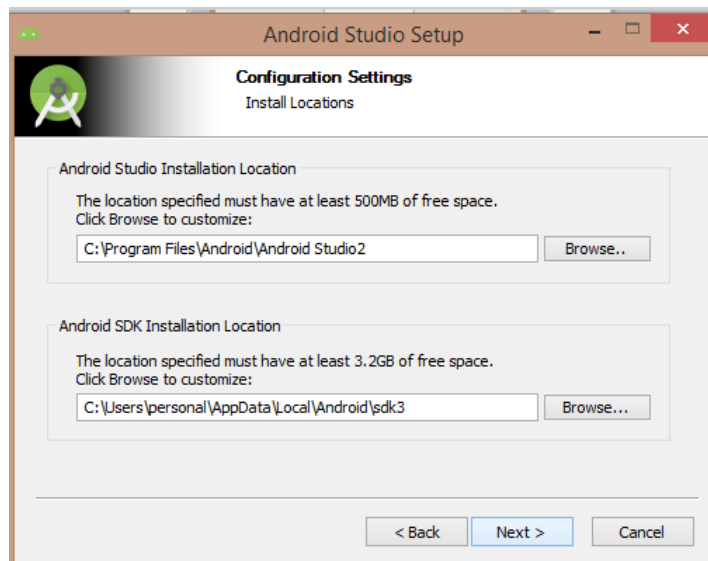 Android Studio Setup
Configuration Settings
Install Locations
Android Studio Installation Location
The location specified must have at least 500MB of free space.
Click Browse to customize:
C:\Program Files\Android\Android Studio2
Browse..
Android SDK Installation Location
The location specified must have at least 3.2GB of free space.
Click Browse to customize:
C:\Users\personal\AppData\Local\Android\sdk3
Browse...
< Back
Next >
Cancel